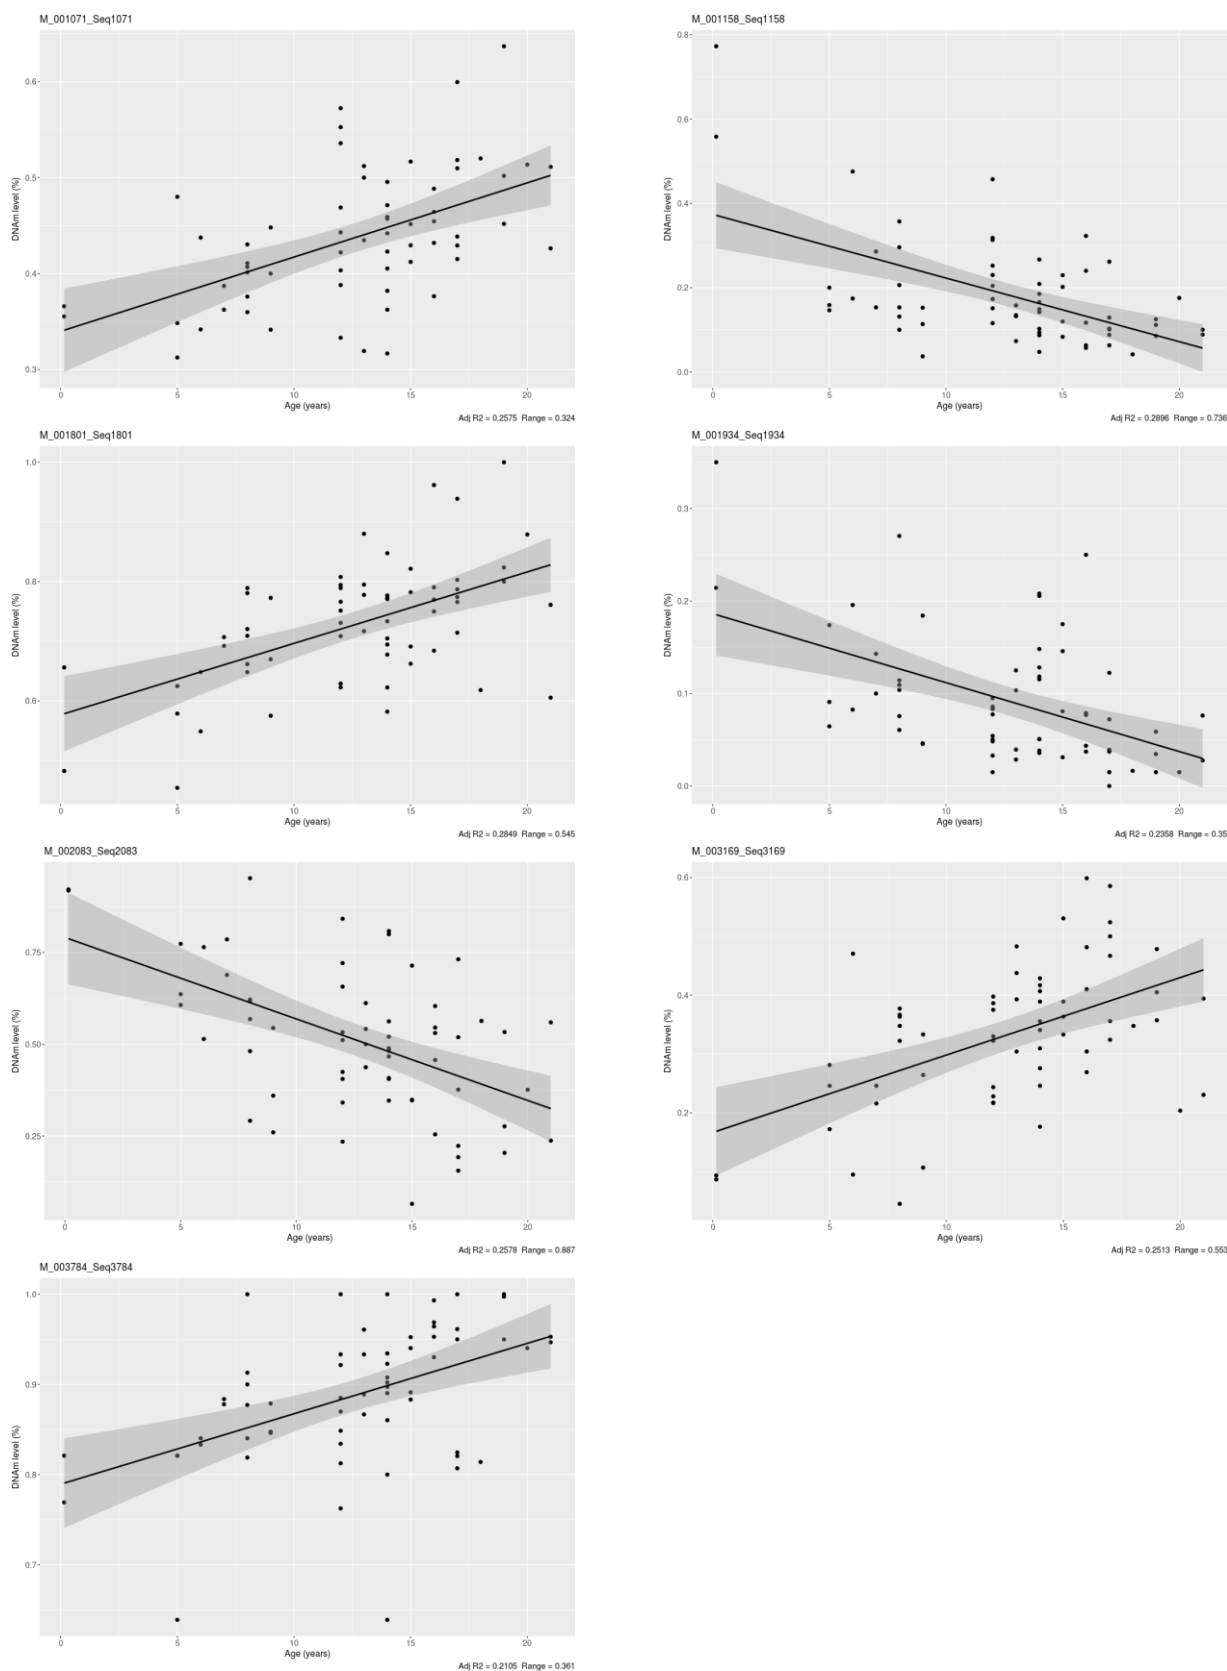 M_001071_Seq1071
0.6
0.5
0.4
0.3
DNAm level (%)
0
5
10
15
20
Age (years)
Adj R2 = 0.2575 Range = 0.324
M_001158_Seq1158
0.8
0.6
0.4
0.2
0.0
DNAm level (%)
0
5
10
15
20
Age (years)
Adj R2 = 0.2896 Range = 0.736
M_001801_Seq1801
1.0
0.8
0.6
DNAm level (%)
0
5
10
15
20
Age (years)
Adj R2 = 0.2849 Range = 0.545
M_001934_Seq1934
0.3
0.2
0.1
0.0
DNAm level (%)
0
5
10
15
20
Age (years)
Adj R2 = 0.2358 Range = 0.35
M_002083_Seq2083
0.75
0.50
0.25
DNAm level (%)
0
5
10
15
20
Age (years)
Adj R2 = 0.2578 Range = 0.887
M_003169_Seq3169
0.6
0.4
0.2
DNAm level (%)
0
5
10
15
20
Age (years)
Adj R2 = 0.2513 Range = 0.553
M_003784_Seq3784
1.0
0.9
0.8
0.7
DNAm level (%)
0
5
10
15
20
Age (years)
Adj R2 = 0.2105 Range = 0.361